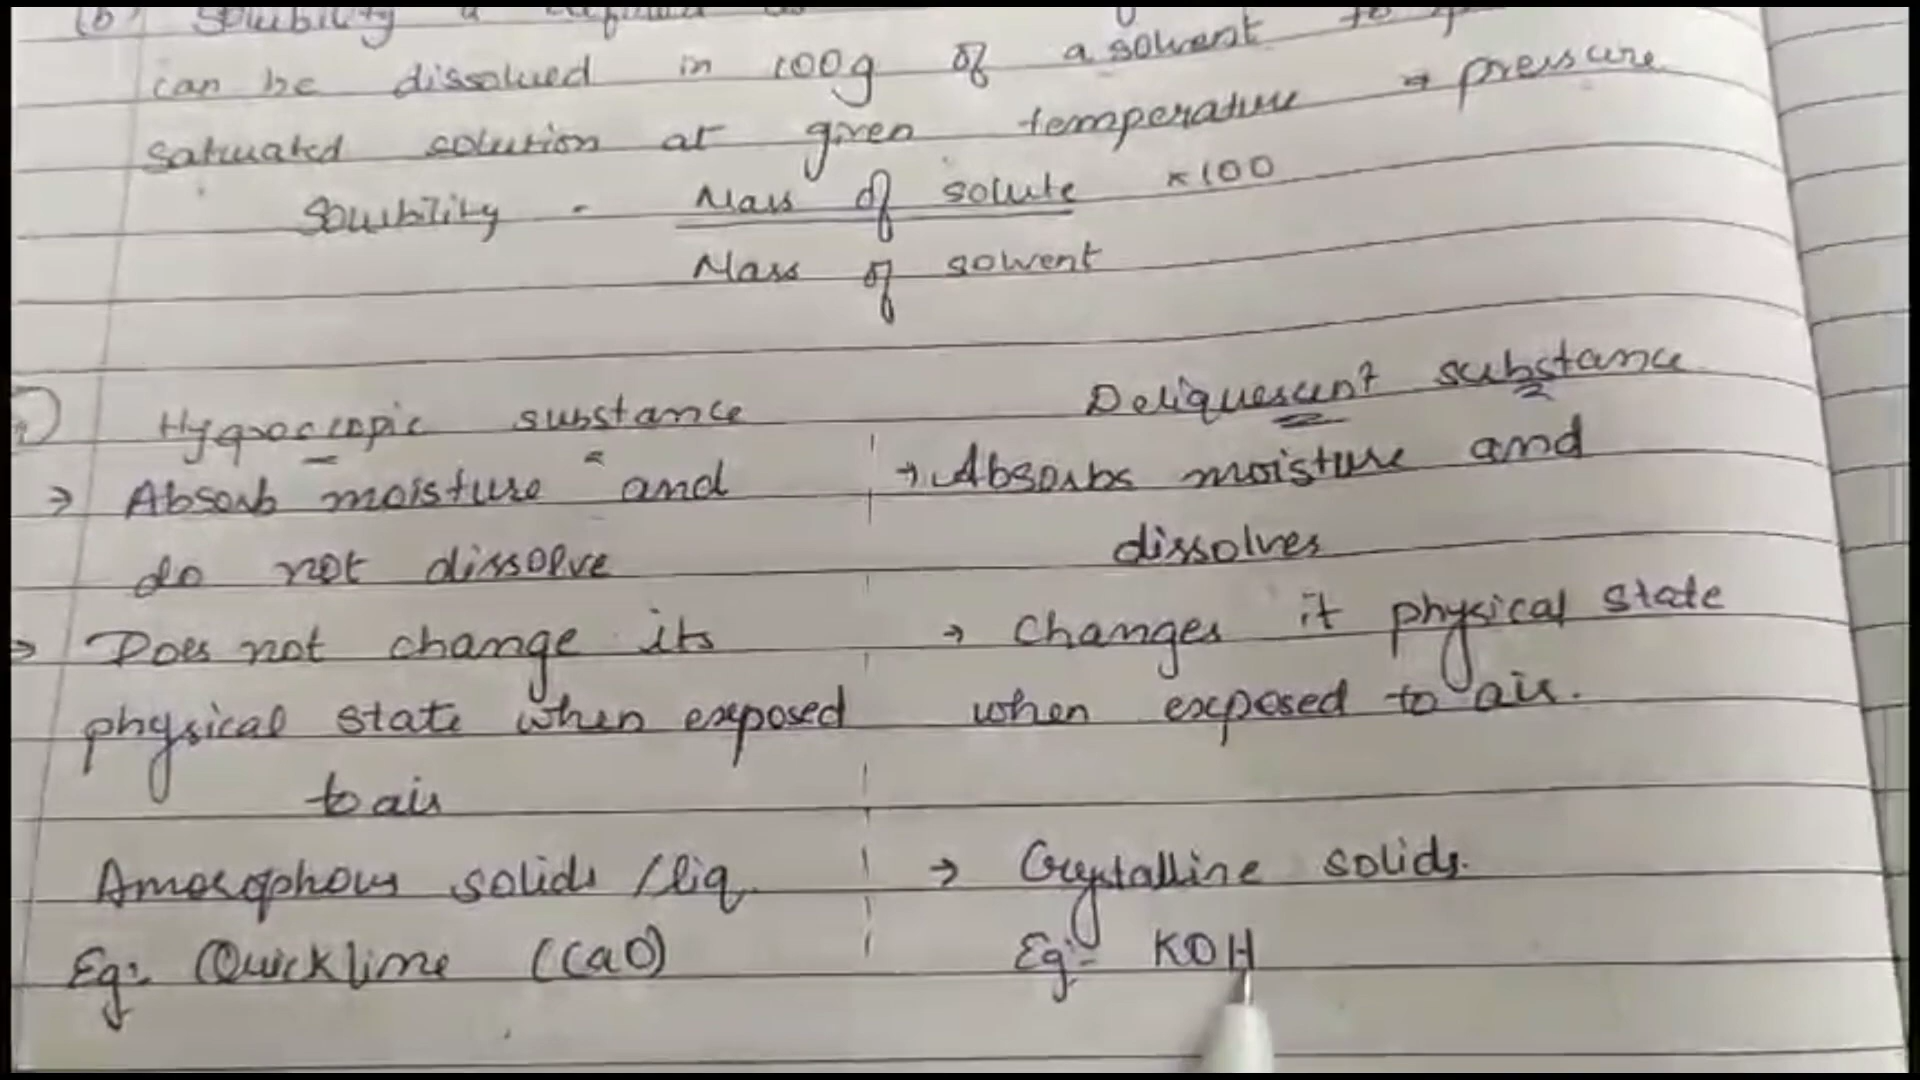 (b) Solubility
can be dissolved in 100g of a solvent to
saturated solution at given temperature → pressure
Solubility - Mass of solute ×100
Mass of solvent
Hygroscopic substance
Deliquescent substance
→ Absorb moisture and
do not dissolve
→ Absorbs moisture and
dissolves
→ Does not change its
physical state when exposed
to air
→ Changes it physical state
when exposed to air.
Amorphous solids / liq.
→ Crystalline solids.
Eg:- Quicklime (CaO)
Eg:- KOH